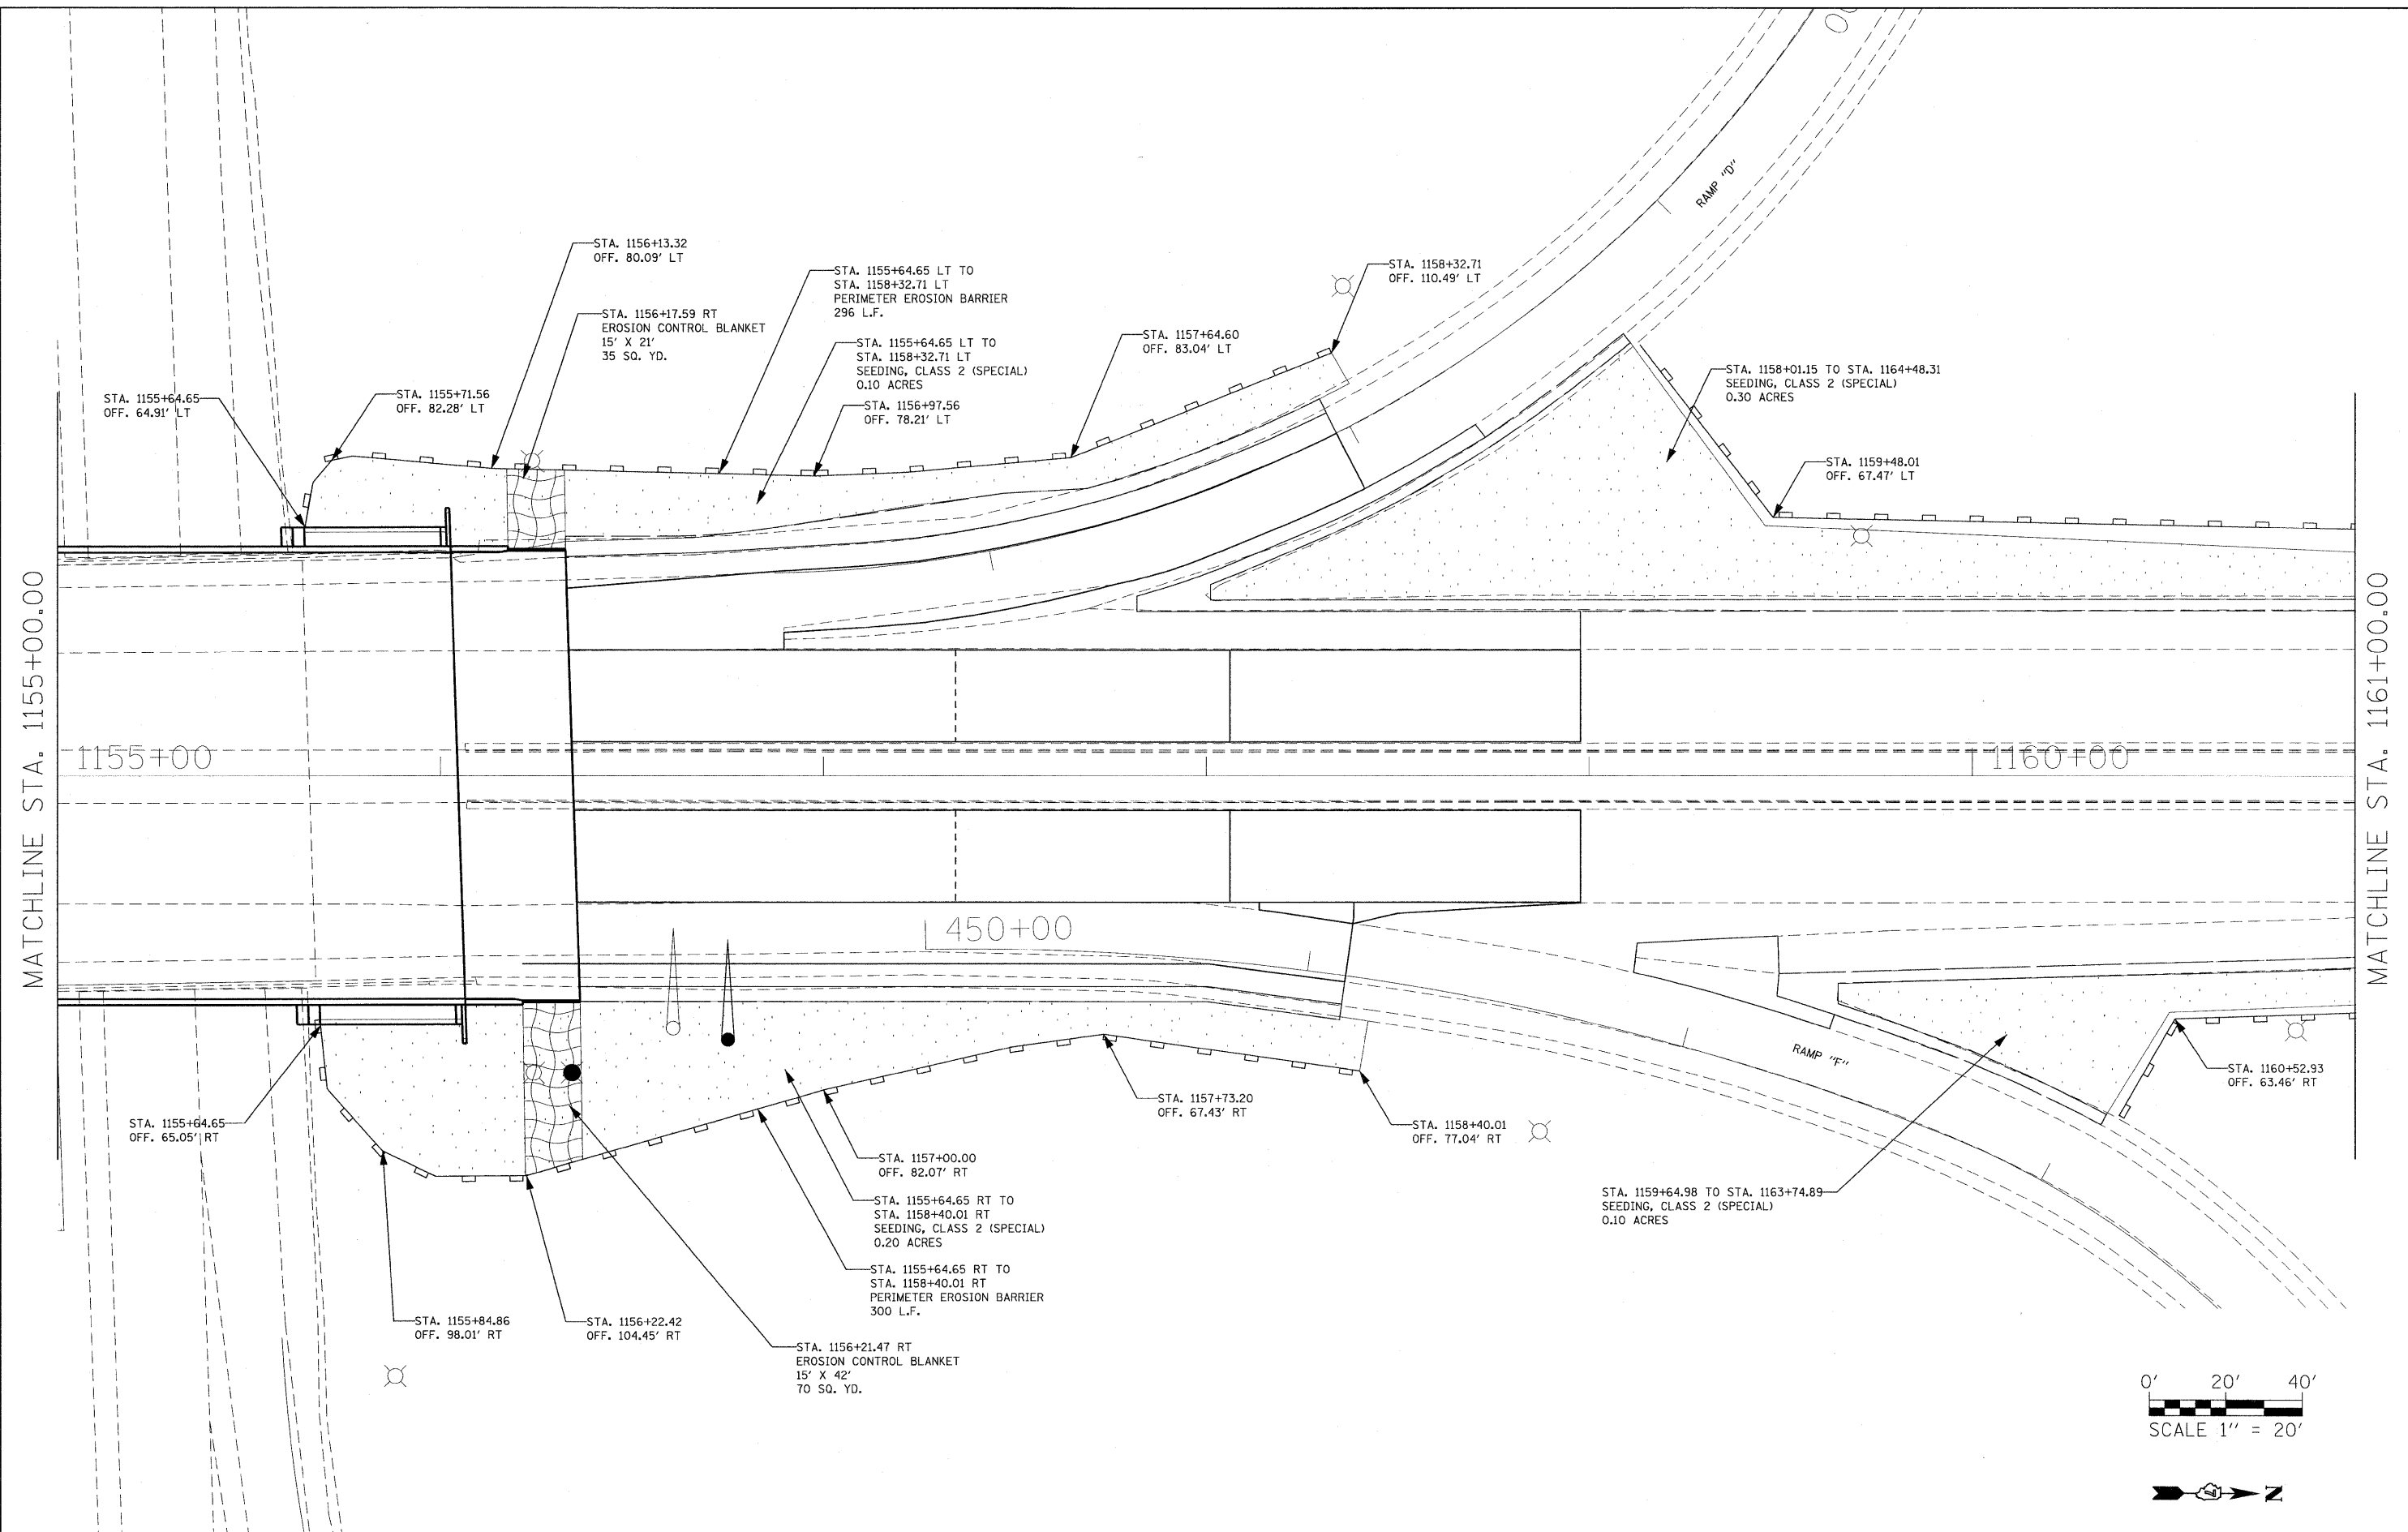 RAMP "D"
STA. 1156+13.32
OFF. 80.09' LT
STA. 1155+64.65 LT TO
STA. 1158+32.71 LT
PERIMETER EROSION BARRIER
296 L.F.
STA. 1158+32.71
OFF. 110.49' LT
STA. 1156+17.59 RT
EROSION CONTROL BLANKET
15' X 21'
35 SQ. YD.
STA. 1155+64.65 LT TO
STA. 1158+32.71 LT
SEEDING, CLASS 2 (SPECIAL)
0.10 ACRES
STA. 1157+64.60
OFF. 83.04' LT
STA. 1158+01.15 TO STA. 1164+48.31
SEEDING, CLASS 2 (SPECIAL)
0.30 ACRES
STA. 1155+64.65
OFF. 64.91' LT
STA. 1155+71.56
OFF. 82.28' LT
STA. 1156+97.56
OFF. 78.21' LT
STA. 1159+48.01
OFF. 67.47' LT
MATCHLINE STA. 1155+00.00
1155+00
1160+00
MATCHLINE STA. 1161+00.00
450+00
RAMP "F"
STA. 1160+52.93
OFF. 63.46' RT
STA. 1155+64.65
OFF. 65.05' RT
STA. 1157+73.20
OFF. 67.43' RT
STA. 1158+40.01
OFF. 77.04' RT
STA. 1157+00.00
OFF. 82.07' RT
STA. 1155+64.65 RT TO
STA. 1158+40.01 RT
SEEDING, CLASS 2 (SPECIAL)
0.20 ACRES
STA. 1159+64.98 TO STA. 1163+74.89
SEEDING, CLASS 2 (SPECIAL)
0.10 ACRES
STA. 1155+64.65 RT TO
STA. 1158+40.01 RT
PERIMETER EROSION BARRIER
300 L.F.
STA. 1155+84.86
OFF. 98.01' RT
STA. 1156+22.42
OFF. 104.45' RT
STA. 1156+21.47 RT
EROSION CONTROL BLANKET
15' X 42'
70 SQ. YD.
0' 20' 40'
SCALE 1" = 20'
N